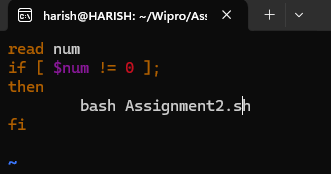 harish@HARISH: ~/Wipro/Ass
read num
if [ $num != 0 ];
then
        bash Assignment2.sh
fi
~